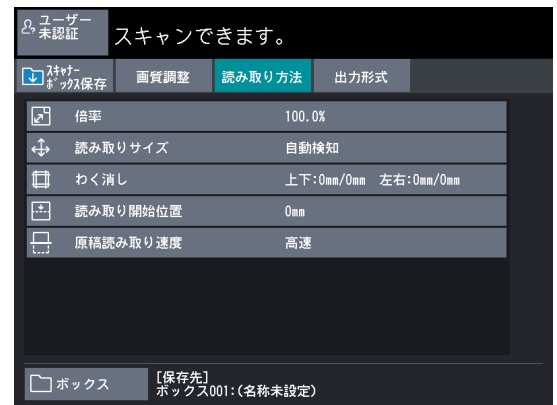 ユーザー
未認証
スキャンできます。
スキャナー
ボックス保存
画質調整
読み取り方法
出力形式
倍率 100.0%
読み取りサイズ 自動検知
わく消し 上下:0mm/0mm 左右:0mm/0mm
読み取り開始位置 0mm
原稿読み取り速度 高速
ボックス
[保存先]
ボックス001:(名称未設定)